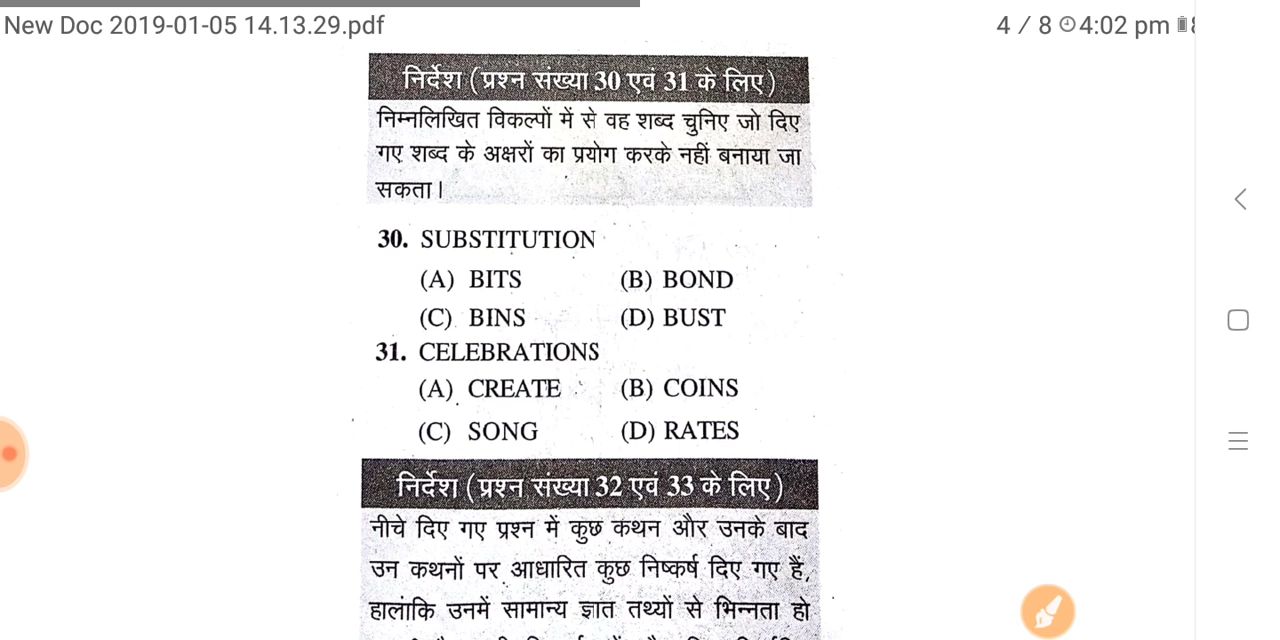 New Doc 2019-01-05 14.13.29.pdf 4 / 8 4:02 pm
निर्देश (प्रश्न संख्या 30 एवं 31 के लिए)
निम्नलिखित विकल्पों में से वह शब्द चुनिए जो दिए
गए शब्द के अक्षरों का प्रयोग करके नहीं बनाया जा
सकता।
30. SUBSTITUTION
(A) BITS (B) BOND
(C) BINS (D) BUST
31. CELEBRATIONS
(A) CREATE (B) COINS
(C) SONG (D) RATES
निर्देश (प्रश्न संख्या 32 एवं 33 के लिए)
नीचे दिए गए प्रश्न में कुछ कथन और उनके बाद
उन कथनों पर आधारित कुछ निष्कर्ष दिए गए हैं,
हालांकि उनमें सामान्य ज्ञात तथ्यों से भिन्नता हो